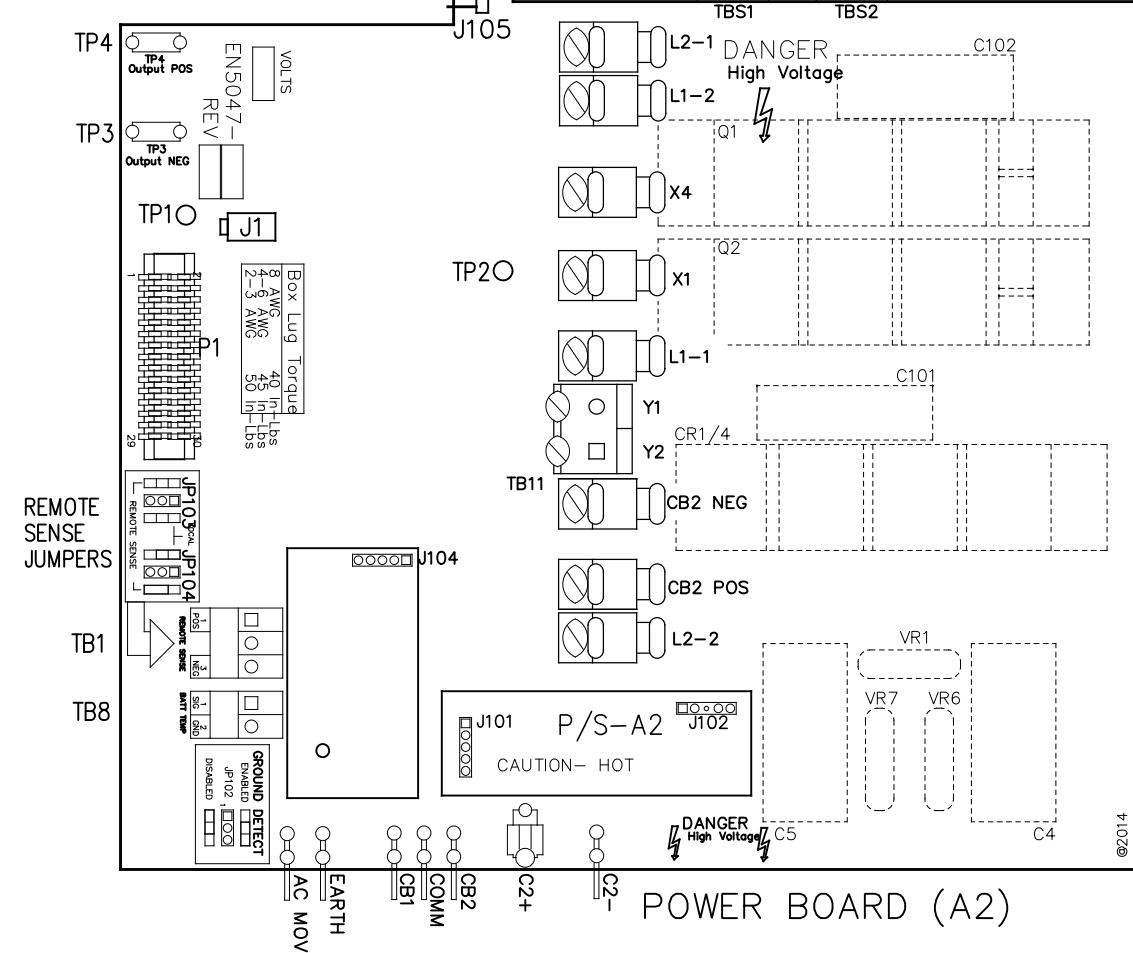 TBS1 TBS2
J105
TP4
TP4
Output POS
VOLTS
EN5047-
REV
L2-1
DANGER
High Voltage
C102
L1-2
TP3
TP3
Output NEG
Q1
TP1
J1
X4
Q2
TP2
X1
1 2
P1
29 30
Box Lug Torque
8 AWG 40 In-Lbs
4-6 AWG 45 In-Lbs
2-3 AWG 50 In-Lbs
L1-1
C101
Y1
CR1/4
Y2
TB11
CB2 NEG
REMOTE
SENSE
JUMPERS
JP103
LOCAL
REMOTE SENSE
JP104
J104
CB2 POS
L2-2
TB1
REMOTE SENSE
POS 1
NEG 3
VR1
TB8
BATT TEMP
SIG 1
GND 2
VR7 VR6
J101
P/S-A2
J102
CAUTION- HOT
GROUND DETECT
ENABLED
JP102 1
DISABLED
DANGER
High Voltage
C5
C4
©2014
AC MOV
EARTH
CB1
COMM
CB2
C2+
C2-
POWER BOARD (A2)